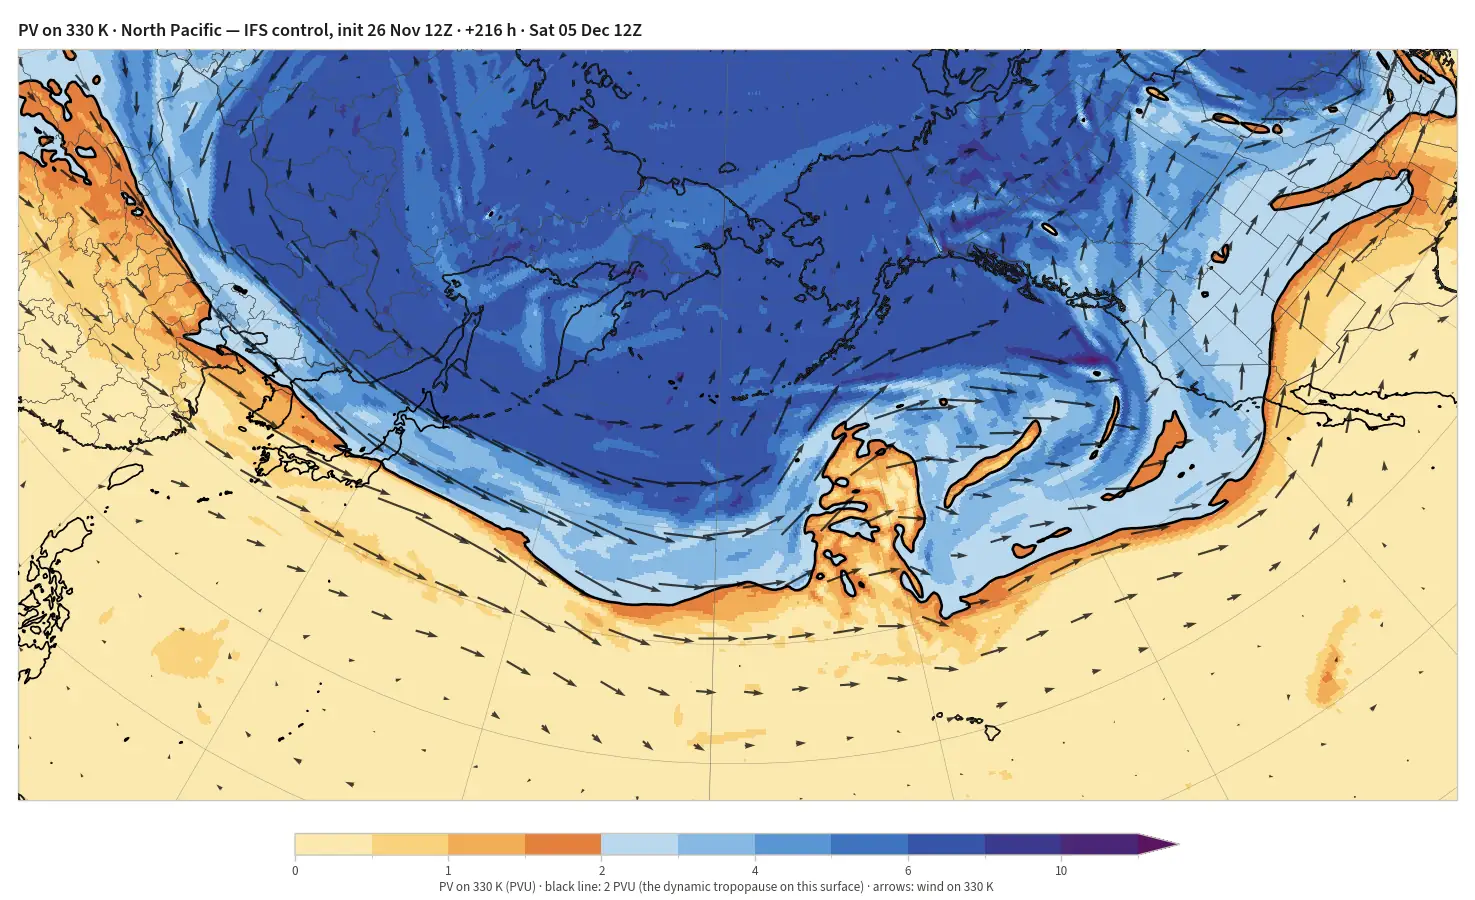 PV on 330 K · North Pacific — IFS control, init 26 Nov 12Z · +216 h · Sat 05 Dec 12Z
0 1 2 4 6 10
PV on 330 K (PVU) · black line: 2 PVU (the dynamic tropopause on this surface) · arrows: wind on 330 K